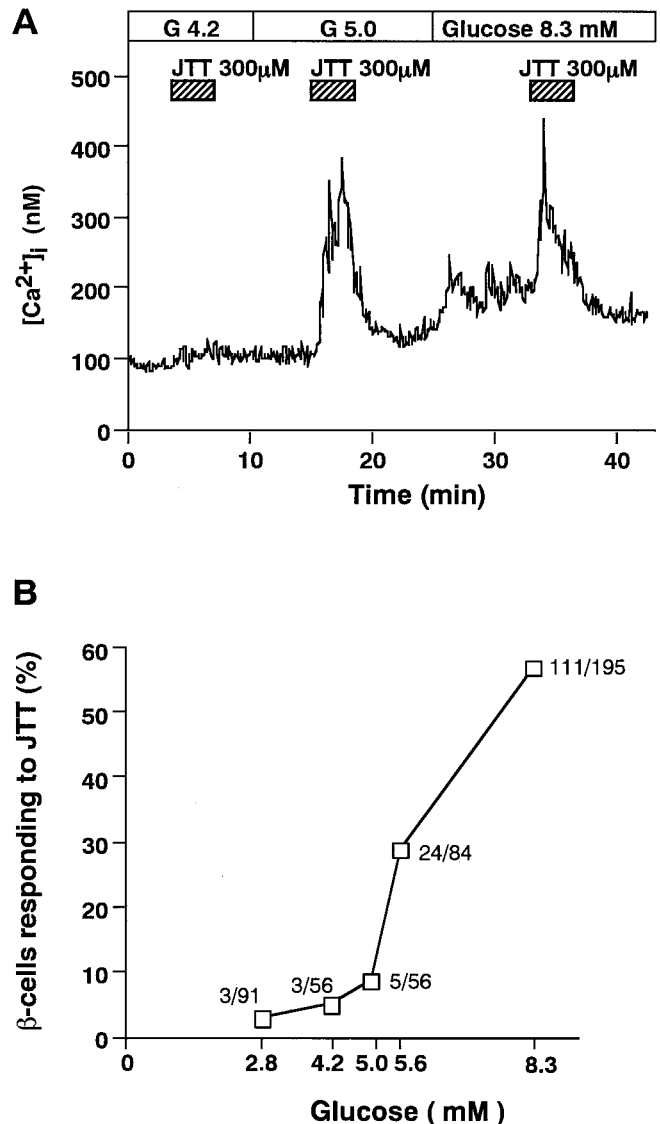 A
G 4.2 G 5.0 Glucose 8.3 mM
JTT 300μM JTT 300μM JTT 300μM
500
400
300
200
100
0
[Ca2+]i (nM)
0 10 20 30 40
Time (min)
B
60
50
40
30
20
10
0
β-cells responding to JTT (%)
111/195
24/84
3/91 3/56 5/56
0 2.8 4.2 5.0 5.6 8.3
Glucose ( mM )